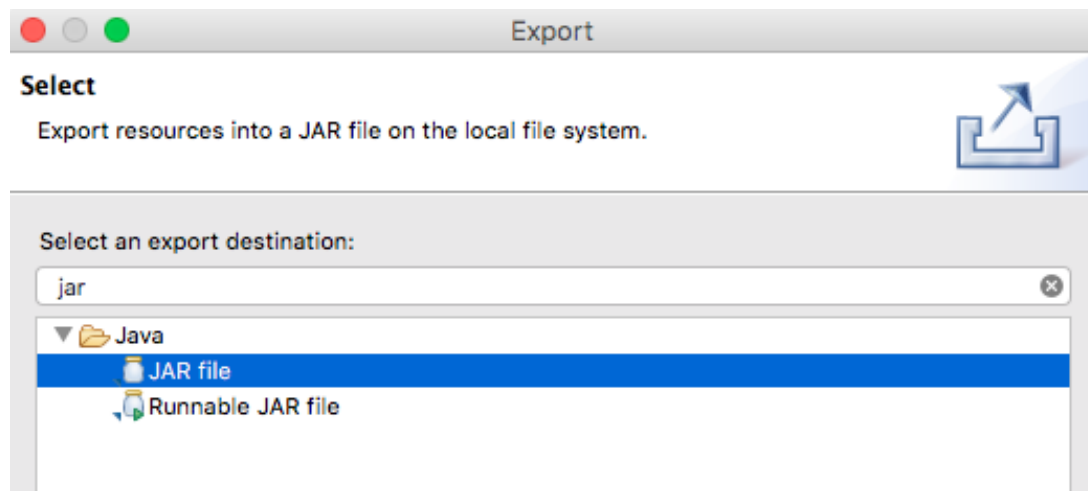 Export
Select
Export resources into a JAR file on the local file system.
Select an export destination:
jar
Java
JAR file
Runnable JAR file